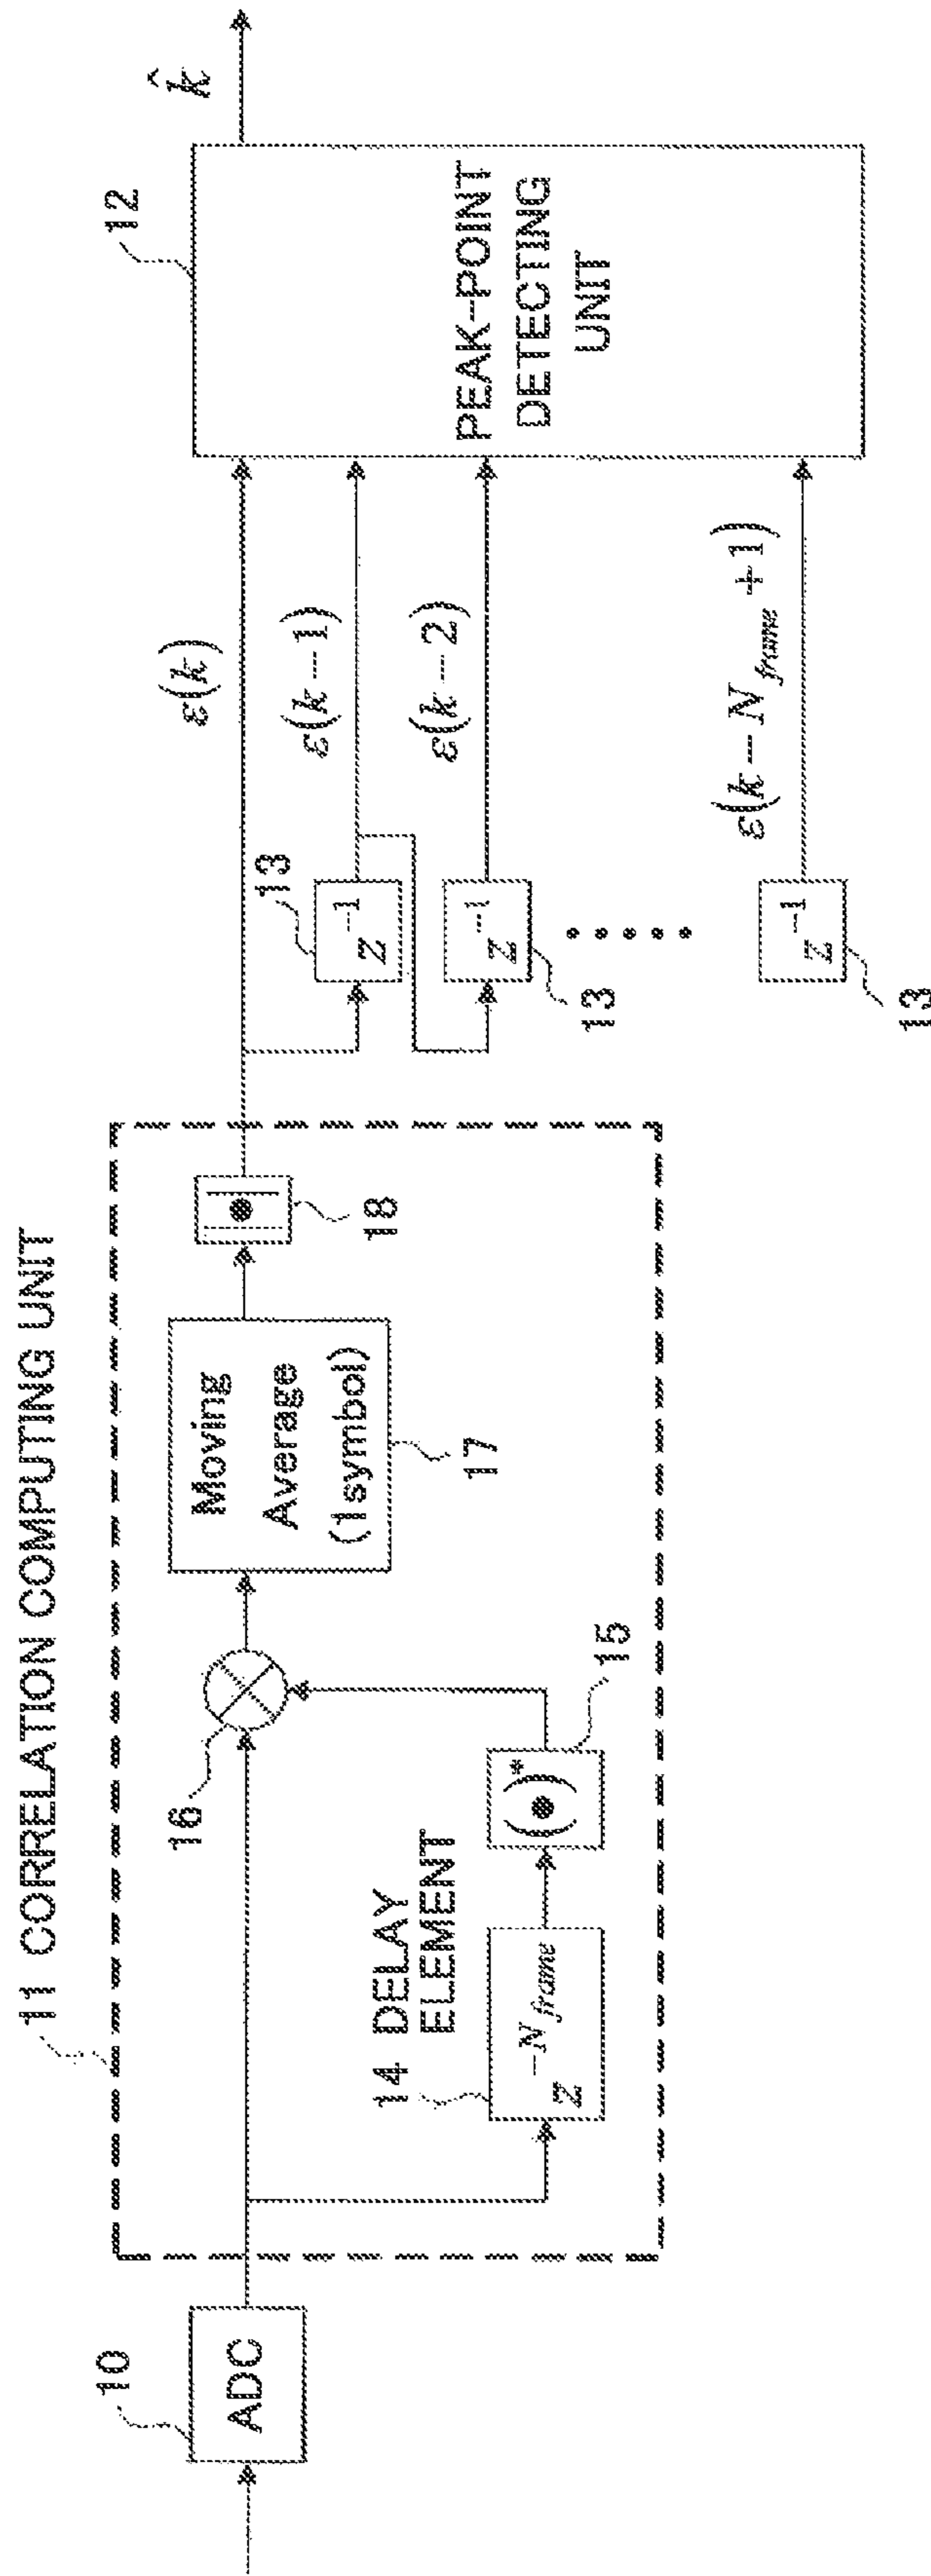 11 CORRELATION COMPUTING UNIT
10
ADC
16
14 DELAY
ELEMENT
z^{-N_{frame}}
(●)*
15
Moving
Average
(1symbol)
17
|●|
18
ε(k)
13
z^{-1}
ε(k-1)
z^{-1}
13
ε(k-2)
z^{-1}
13
ε(k-N_{frame}+1)
12
PEAK-POINT
DETECTING
UNIT
k̂